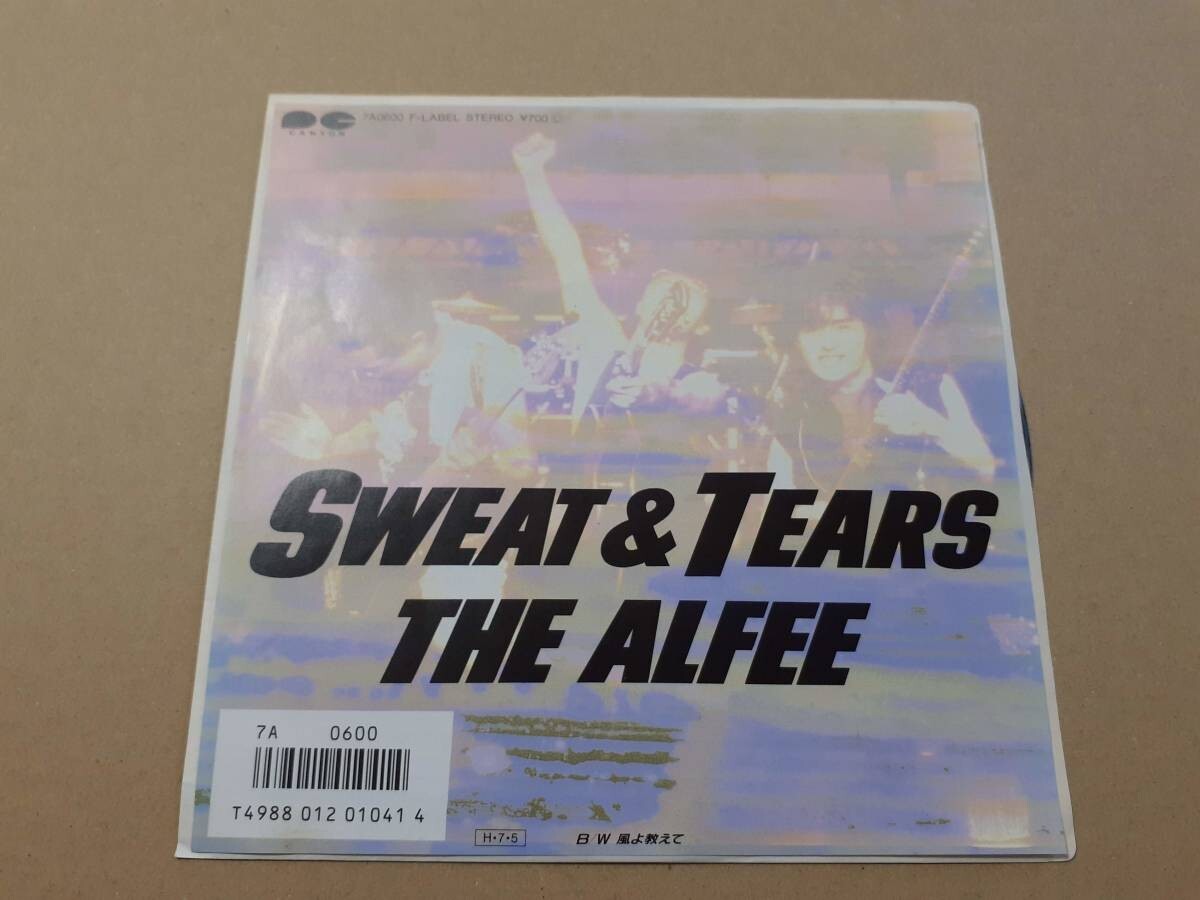 CANYON
7A0600 F-LABEL STEREO ¥700
SWEAT & TEARS
THE ALFEE
7A 0600
T4988 012 01041 4
H・7・5
B/W 風よ教えて